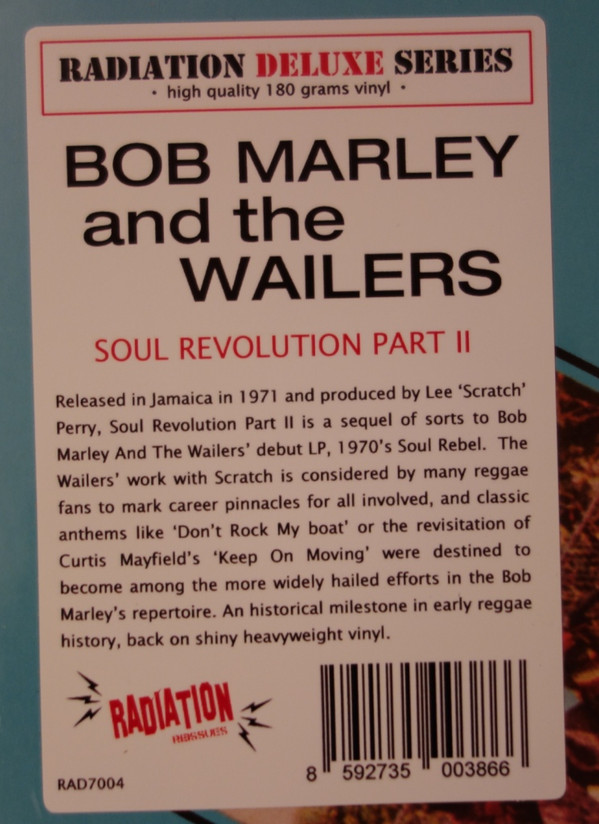 RADIATION DELUXE SERIES
· high quality 180 grams vinyl ·
BOB MARLEY
and the
WAILERS
SOUL REVOLUTION PART II
Released in Jamaica in 1971 and produced by Lee ‘Scratch’
Perry, Soul Revolution Part II is a sequel of sorts to Bob
Marley And The Wailers’ debut LP, 1970’s Soul Rebel. The
Wailers’ work with Scratch is considered by many reggae
fans to mark career pinnacles for all involved, and classic
anthems like ‘Don’t Rock My boat’ or the revisitation of
Curtis Mayfield’s ‘Keep On Moving’ were destined to
become among the more widely hailed efforts in the Bob
Marley’s repertoire. An historical milestone in early reggae
history, back on shiny heavyweight vinyl.
RADIATION
REISSUES
RAD7004
8 592735 003866